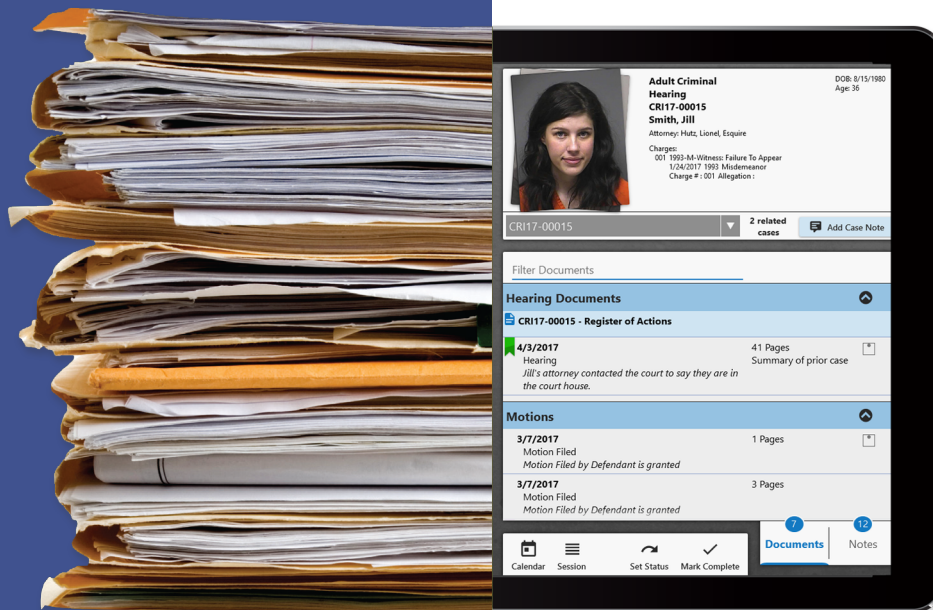 Adult Criminal
Hearing
CRI17-00015
Smith, Jill
Attorney: Hutz, Lionel, Esquire
Charges:
001 1993-M-Witness: Failure To Appear
1/24/2017 1993 Misdemeanor
Charge # : 001 Allegation :
DOB: 8/15/1980
Age: 36
CRI17-00015
2 related
cases
Add Case Note
Filter Documents
Hearing Documents
CRI17-00015 - Register of Actions
4/3/2017
41 Pages
Hearing
Summary of prior case
Jill's attorney contacted the court to say they are in
the court house.
Motions
3/7/2017
1 Pages
Motion Filed
Motion Filed by Defendant is granted
3/7/2017
3 Pages
Motion Filed
Motion Filed by Defendant is granted
7
12
Documents
Notes
Calendar
Session
Set Status
Mark Complete